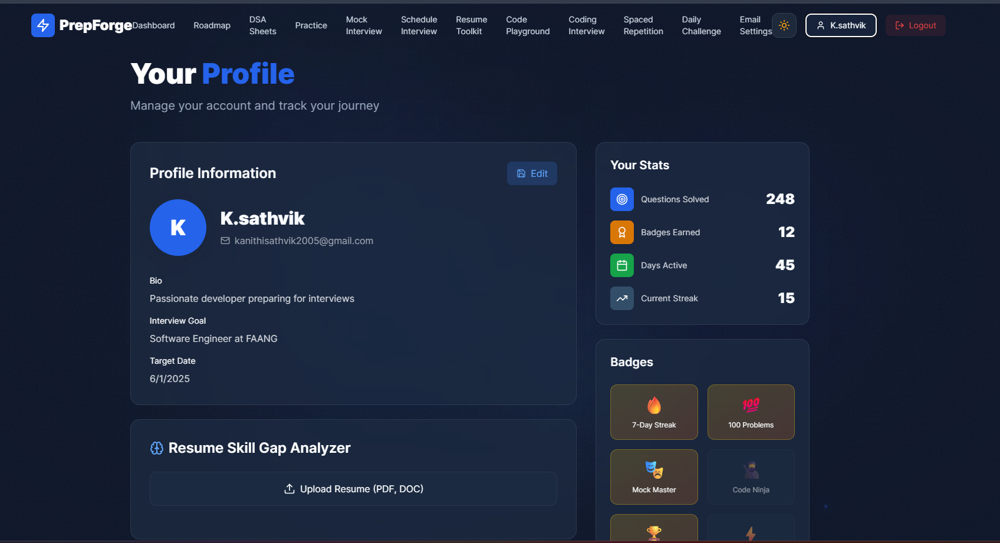 PrepForge
Dashboard
Roadmap
DSA
Sheets
Practice
Mock
Interview
Schedule
Interview
Resume
Toolkit
Code
Playground
Coding
Interview
Spaced
Repetition
Daily
Challenge
Email
Settings
K.sathvik
Logout
Your Profile
Manage your account and track your journey
Profile Information
Edit
K
K.sathvik
kanithisathvik2005@gmail.com
Bio
Passionate developer preparing for interviews
Interview Goal
Software Engineer at FAANG
Target Date
6/1/2025
Resume Skill Gap Analyzer
Upload Resume (PDF, DOC)
Your Stats
Questions Solved 248
Badges Earned 12
Days Active 45
Current Streak 15
Badges
7-Day Streak
100
100 Problems
Mock Master
Code Ninja